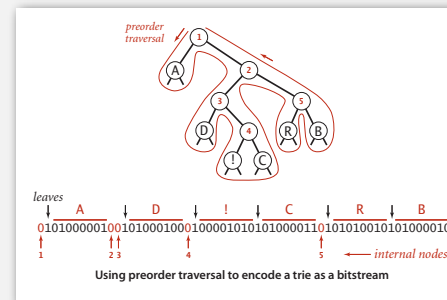 preorder
traversal
1
A
2
3
5
D
4
R
B
!
C
leaves
A D ! C R B
01010000010010100010001000010101010000110101010010101000010
1 2 3 4 5 internal nodes
Using preorder traversal to encode a trie as a bitstream